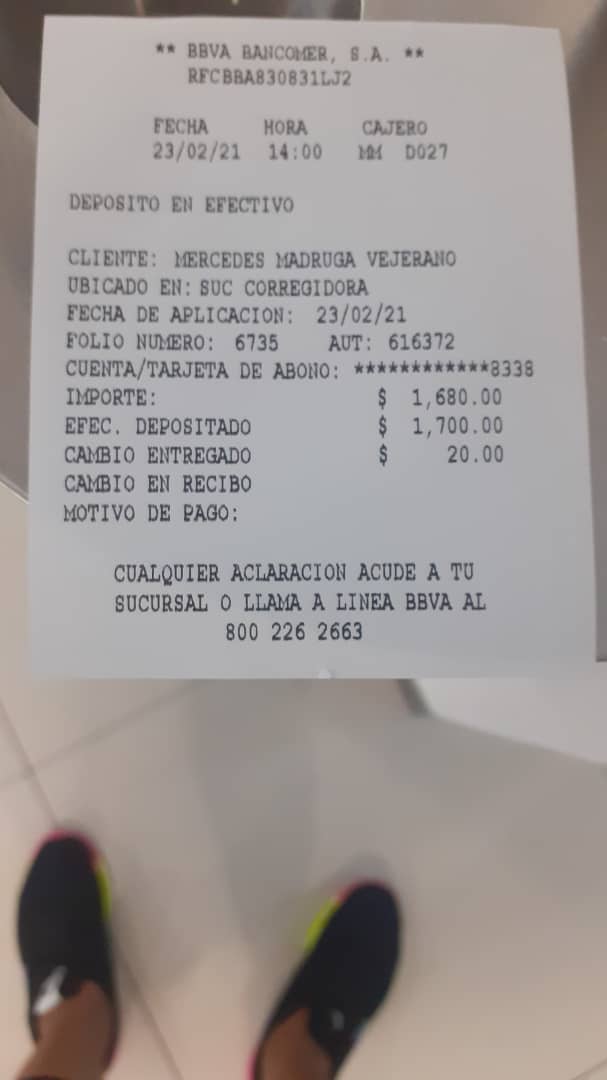 ** BBVA BANCOMER, S.A. **
RFCBBA830831LJ2
FECHA HORA CAJERO
23/02/21 14:00 MM D027
DEPOSITO EN EFECTIVO
CLIENTE: MERCEDES MADRUGA VEJERANO
UBICADO EN: SUC CORREGIDORA
FECHA DE APLICACION: 23/02/21
FOLIO NUMERO: 6735 AUT: 616372
CUENTA/TARJETA DE ABONO: ************8338
IMPORTE: $ 1,680.00
EFEC. DEPOSITADO $ 1,700.00
CAMBIO ENTREGADO $ 20.00
CAMBIO EN RECIBO
MOTIVO DE PAGO:
CUALQUIER ACLARACION ACUDE A TU
SUCURSAL O LLAMA A LINEA BBVA AL
800 226 2663